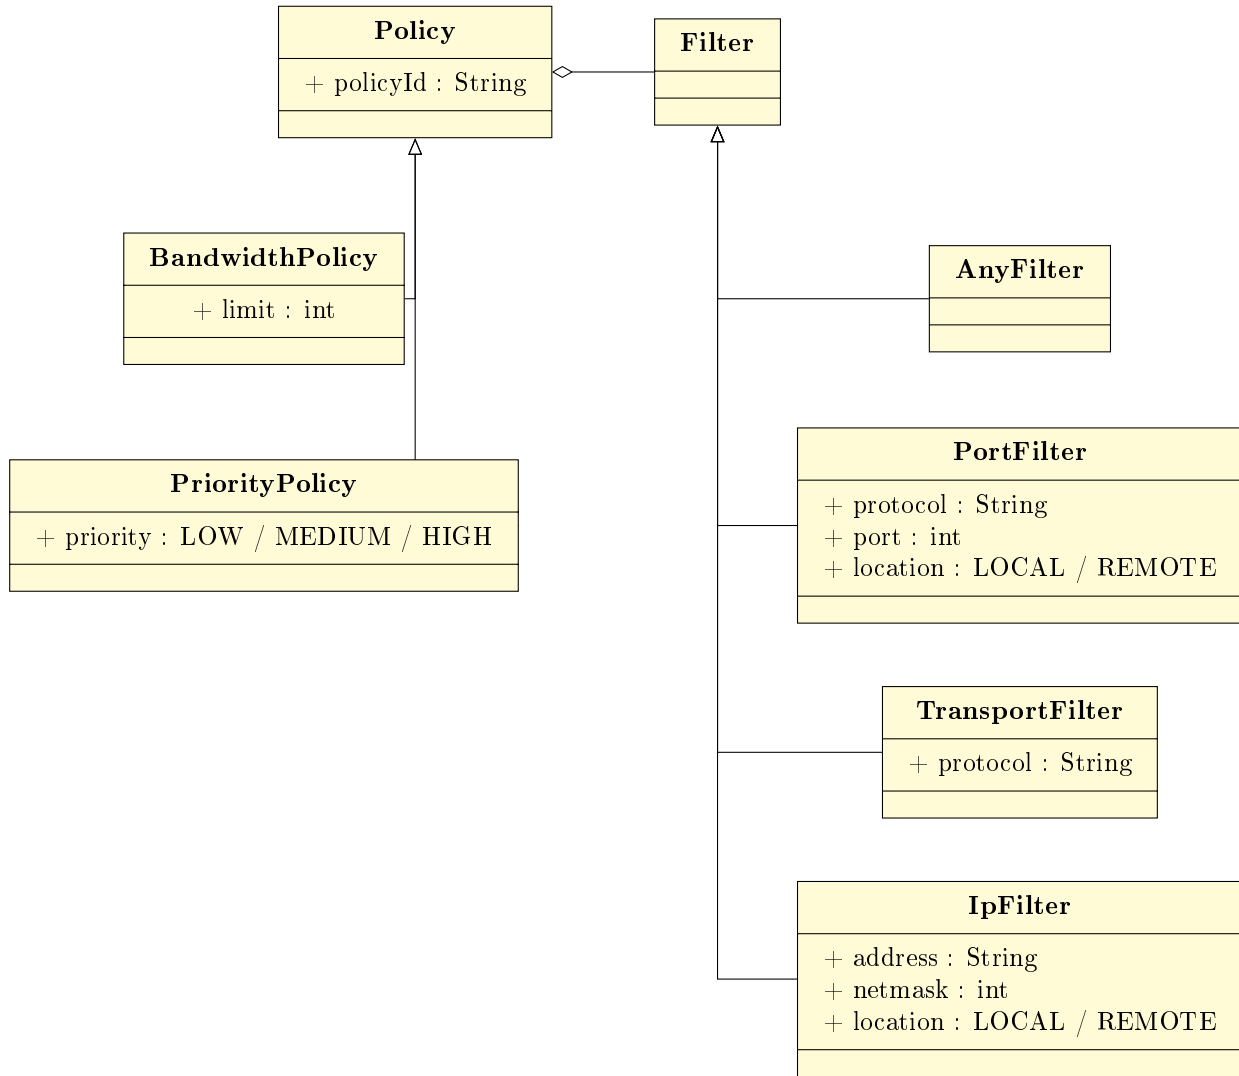 Policy
+ policyId : String
Filter
BandwidthPolicy
+ limit : int
AnyFilter
PriorityPolicy
+ priority : LOW / MEDIUM / HIGH
PortFilter
+ protocol : String
+ port : int
+ location : LOCAL / REMOTE
TransportFilter
+ protocol : String
IpFilter
+ address : String
+ netmask : int
+ location : LOCAL / REMOTE